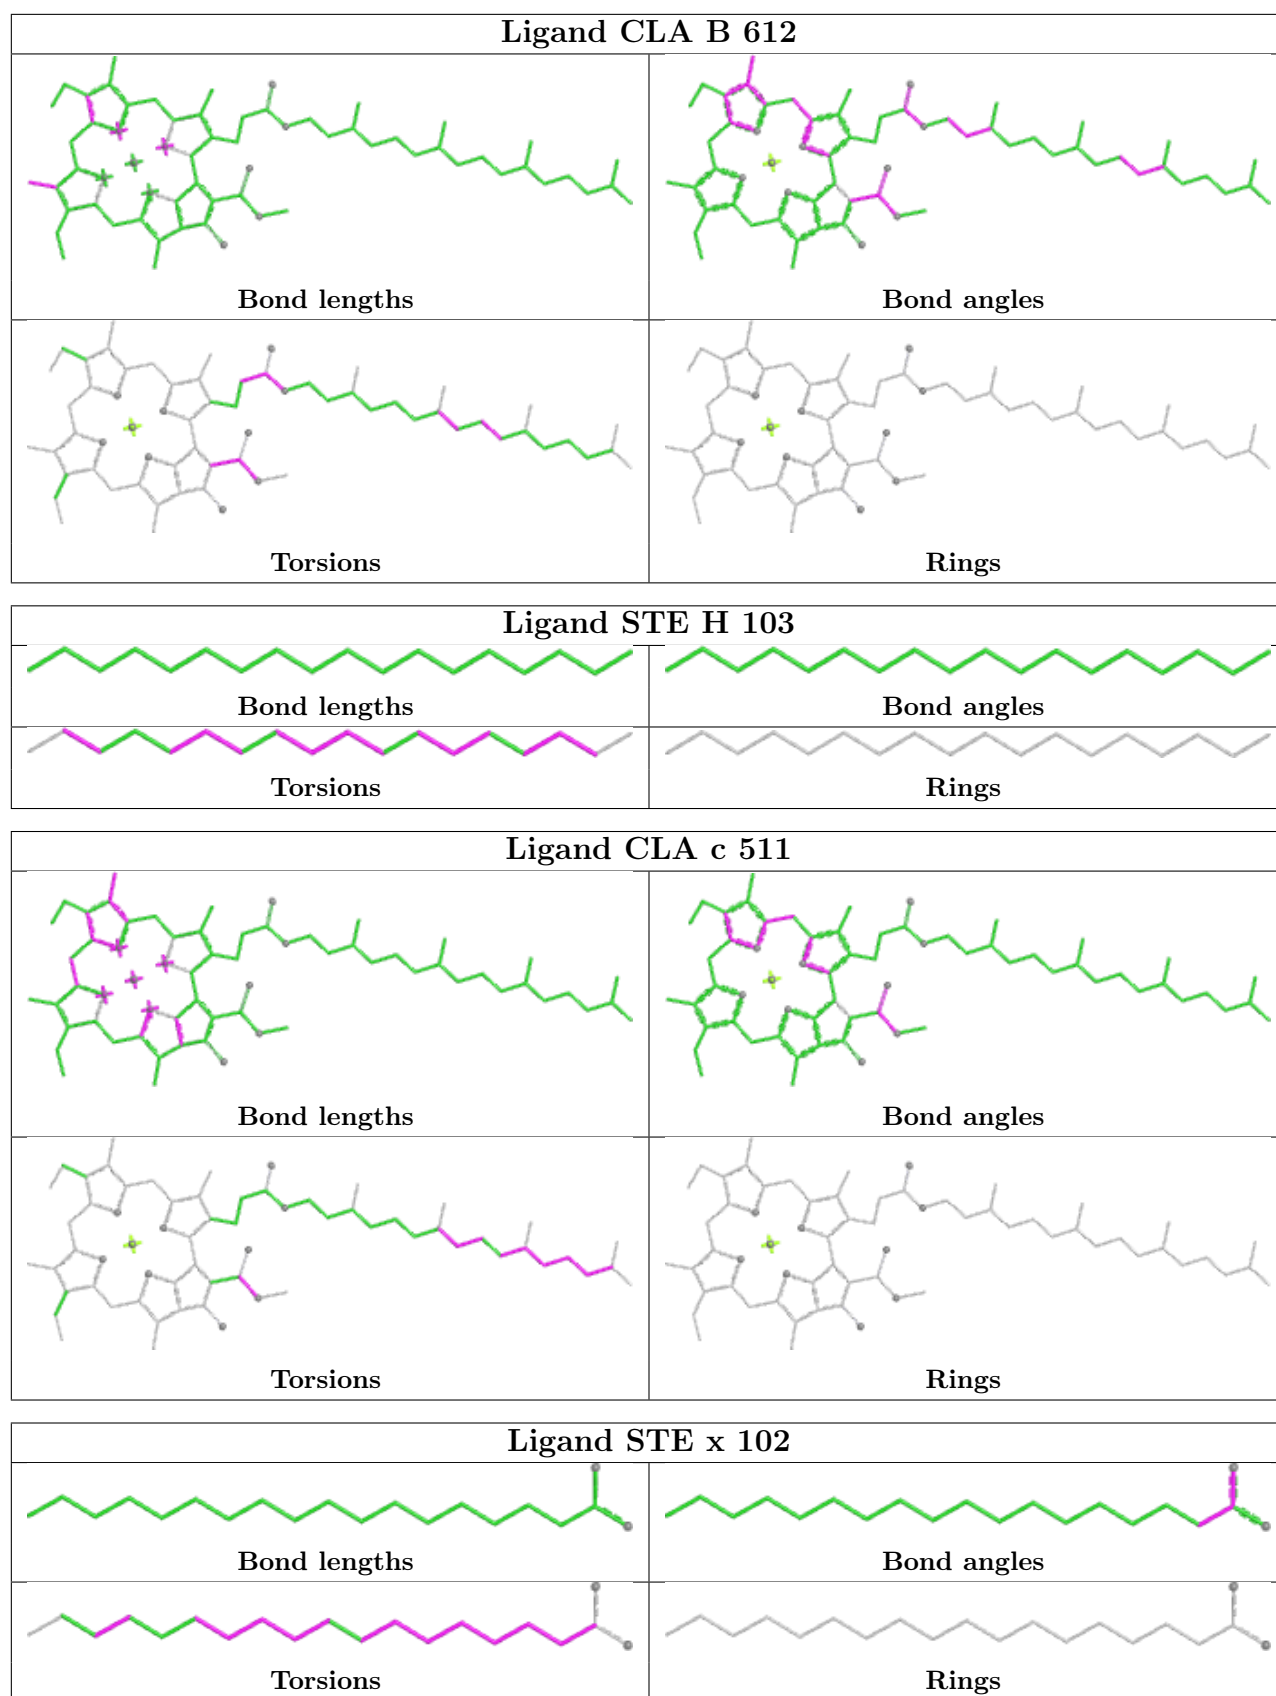 Ligand CLA B 612
Bond lengths
Bond angles
Torsions
Rings
Ligand STE H 103
Bond lengths
Bond angles
Torsions
Rings
Ligand CLA c 511
Bond lengths
Bond angles
Torsions
Rings
Ligand STE x 102
Bond lengths
Bond angles
Torsions
Rings